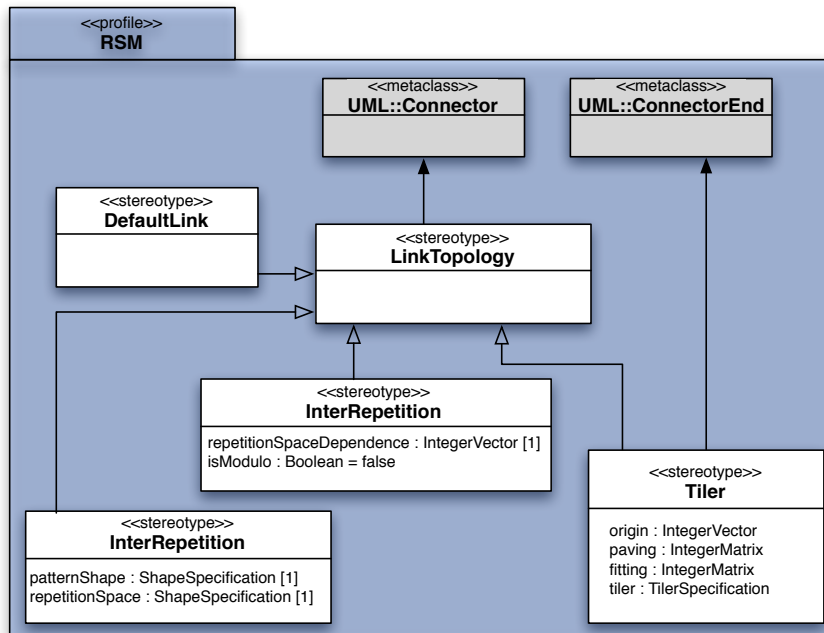 <<profile>>
RSM
<<metaclass>>
UML::Connector
<<metaclass>>
UML::ConnectorEnd
<<stereotype>>
DefaultLink
<<stereotype>>
LinkTopology
<<stereotype>>
InterRepetition
repetitionSpaceDependence : IntegerVector [1]
isModulo : Boolean = false
<<stereotype>>
Tiler
origin : IntegerVector
paving : IntegerMatrix
fitting : IntegerMatrix
tiler : TilerSpecification
<<stereotype>>
InterRepetition
patternShape : ShapeSpecification [1]
repetitionSpace : ShapeSpecification [1]